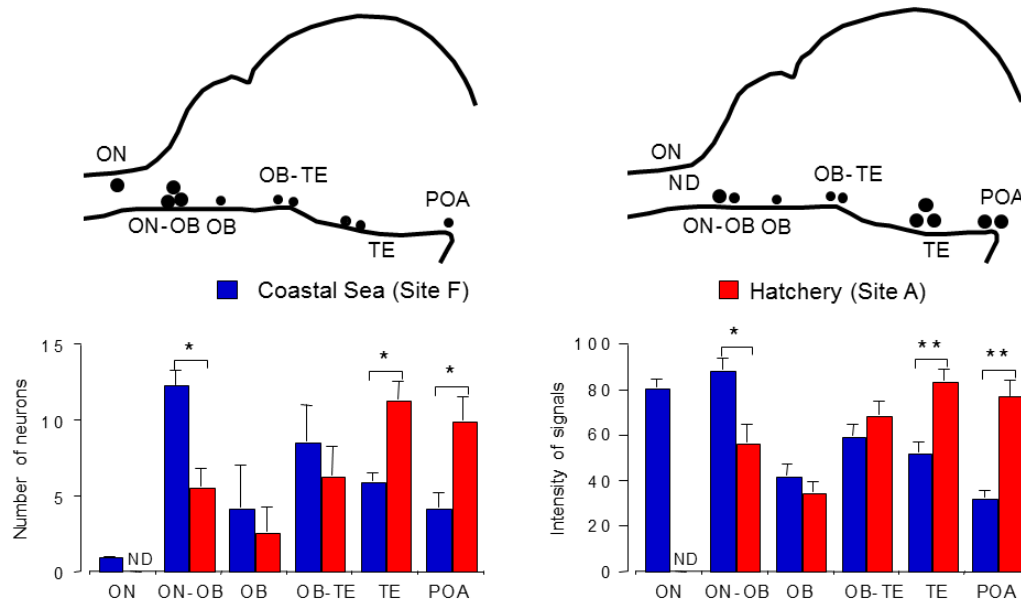 ON
OB-TE
POA
ON-OB OB
TE
ON
ND
OB-TE
POA
ON-OB OB
TE
Coastal Sea (Site F)
Hatchery (Site A)
Number of neurons
15
10
5
0
*
*
*
ND
ON ON-OB OB OB-TE TE POA
Intensity of signals
100
80
60
40
20
0
*
**
**
ND
ON ON-OB OB OB-TE TE POA